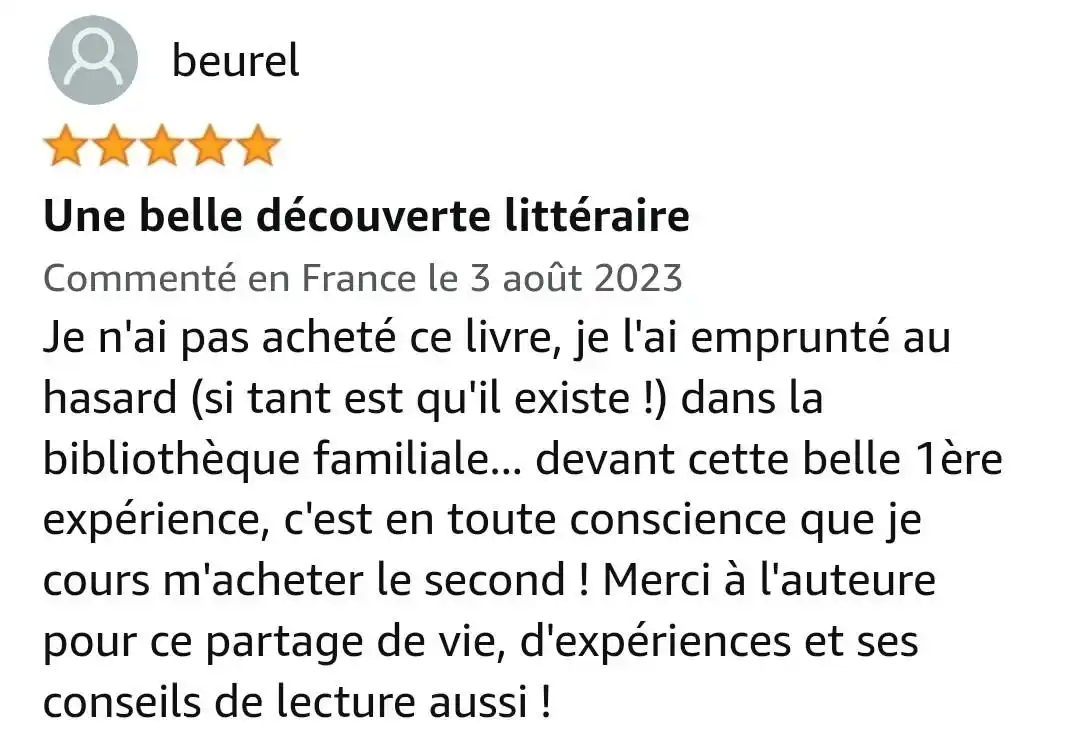 beurel
Une belle découverte littéraire
Commenté en France le 3 août 2023
Je n'ai pas acheté ce livre, je l'ai emprunté au
hasard (si tant est qu'il existe !) dans la
bibliothèque familiale... devant cette belle 1ère
expérience, c'est en toute conscience que je
cours m'acheter le second ! Merci à l'auteure
pour ce partage de vie, d'expériences et ses
conseils de lecture aussi !